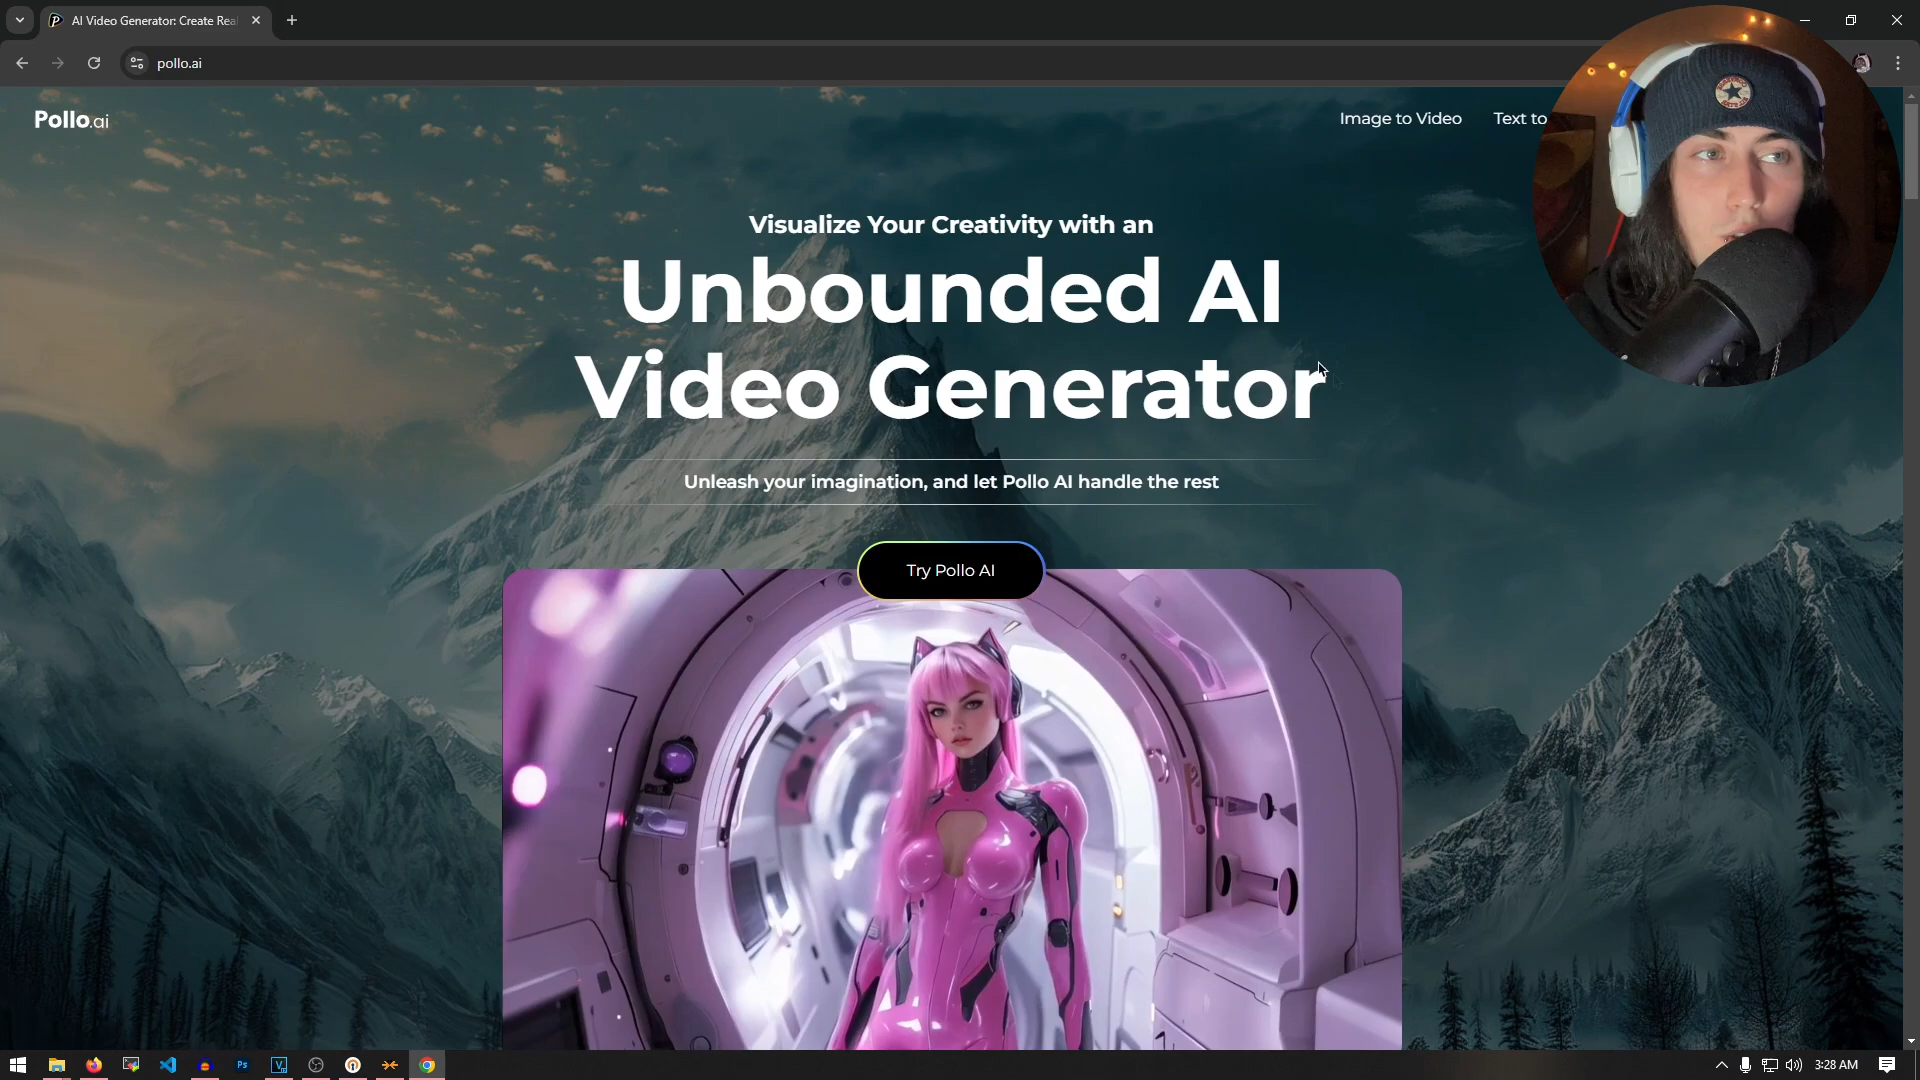 AI Video Generator: Create Rea
pollo.ai
Pollo.ai
Image to Video
Text to
Visualize Your Creativity with an
Unbounded AI
Video Generator
Unleash your imagination, and let Pollo AI handle the rest
Try Pollo AI
Ps
3:28 AM